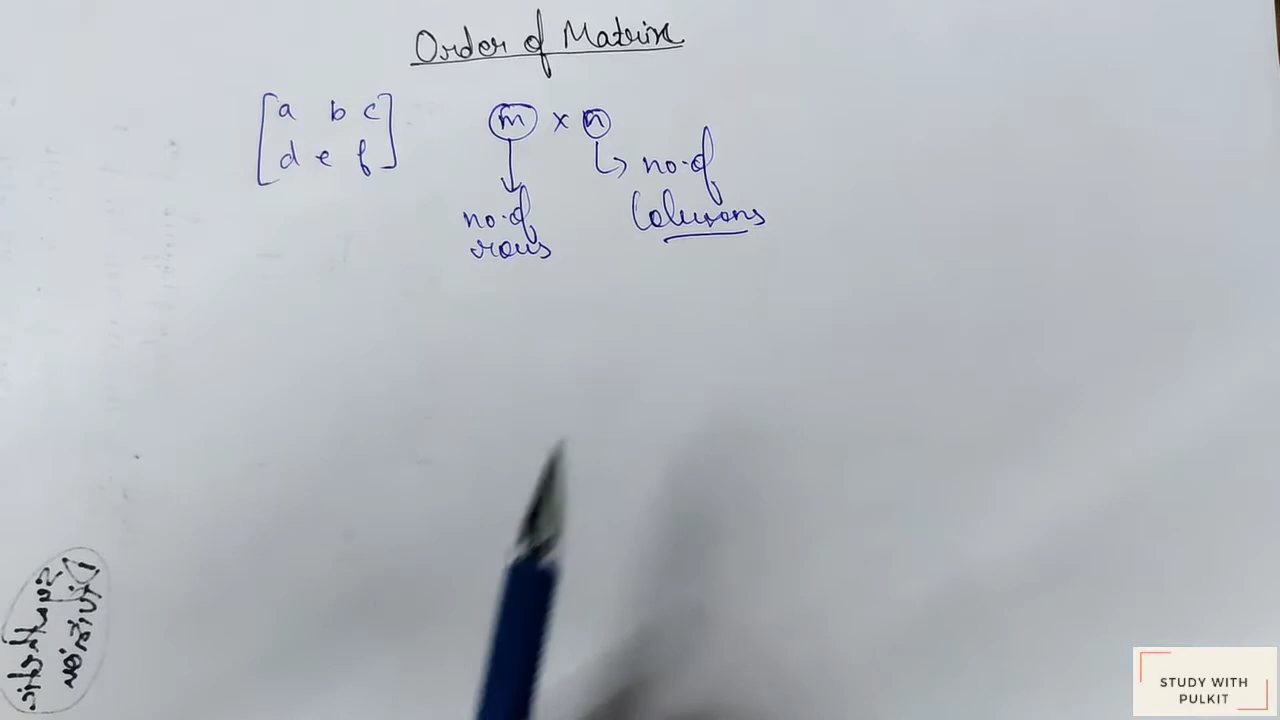 Order of Matrix
a b c
d e f
m × n
no. of
rows
no. of
Columns
STUDY WITH
PULKIT